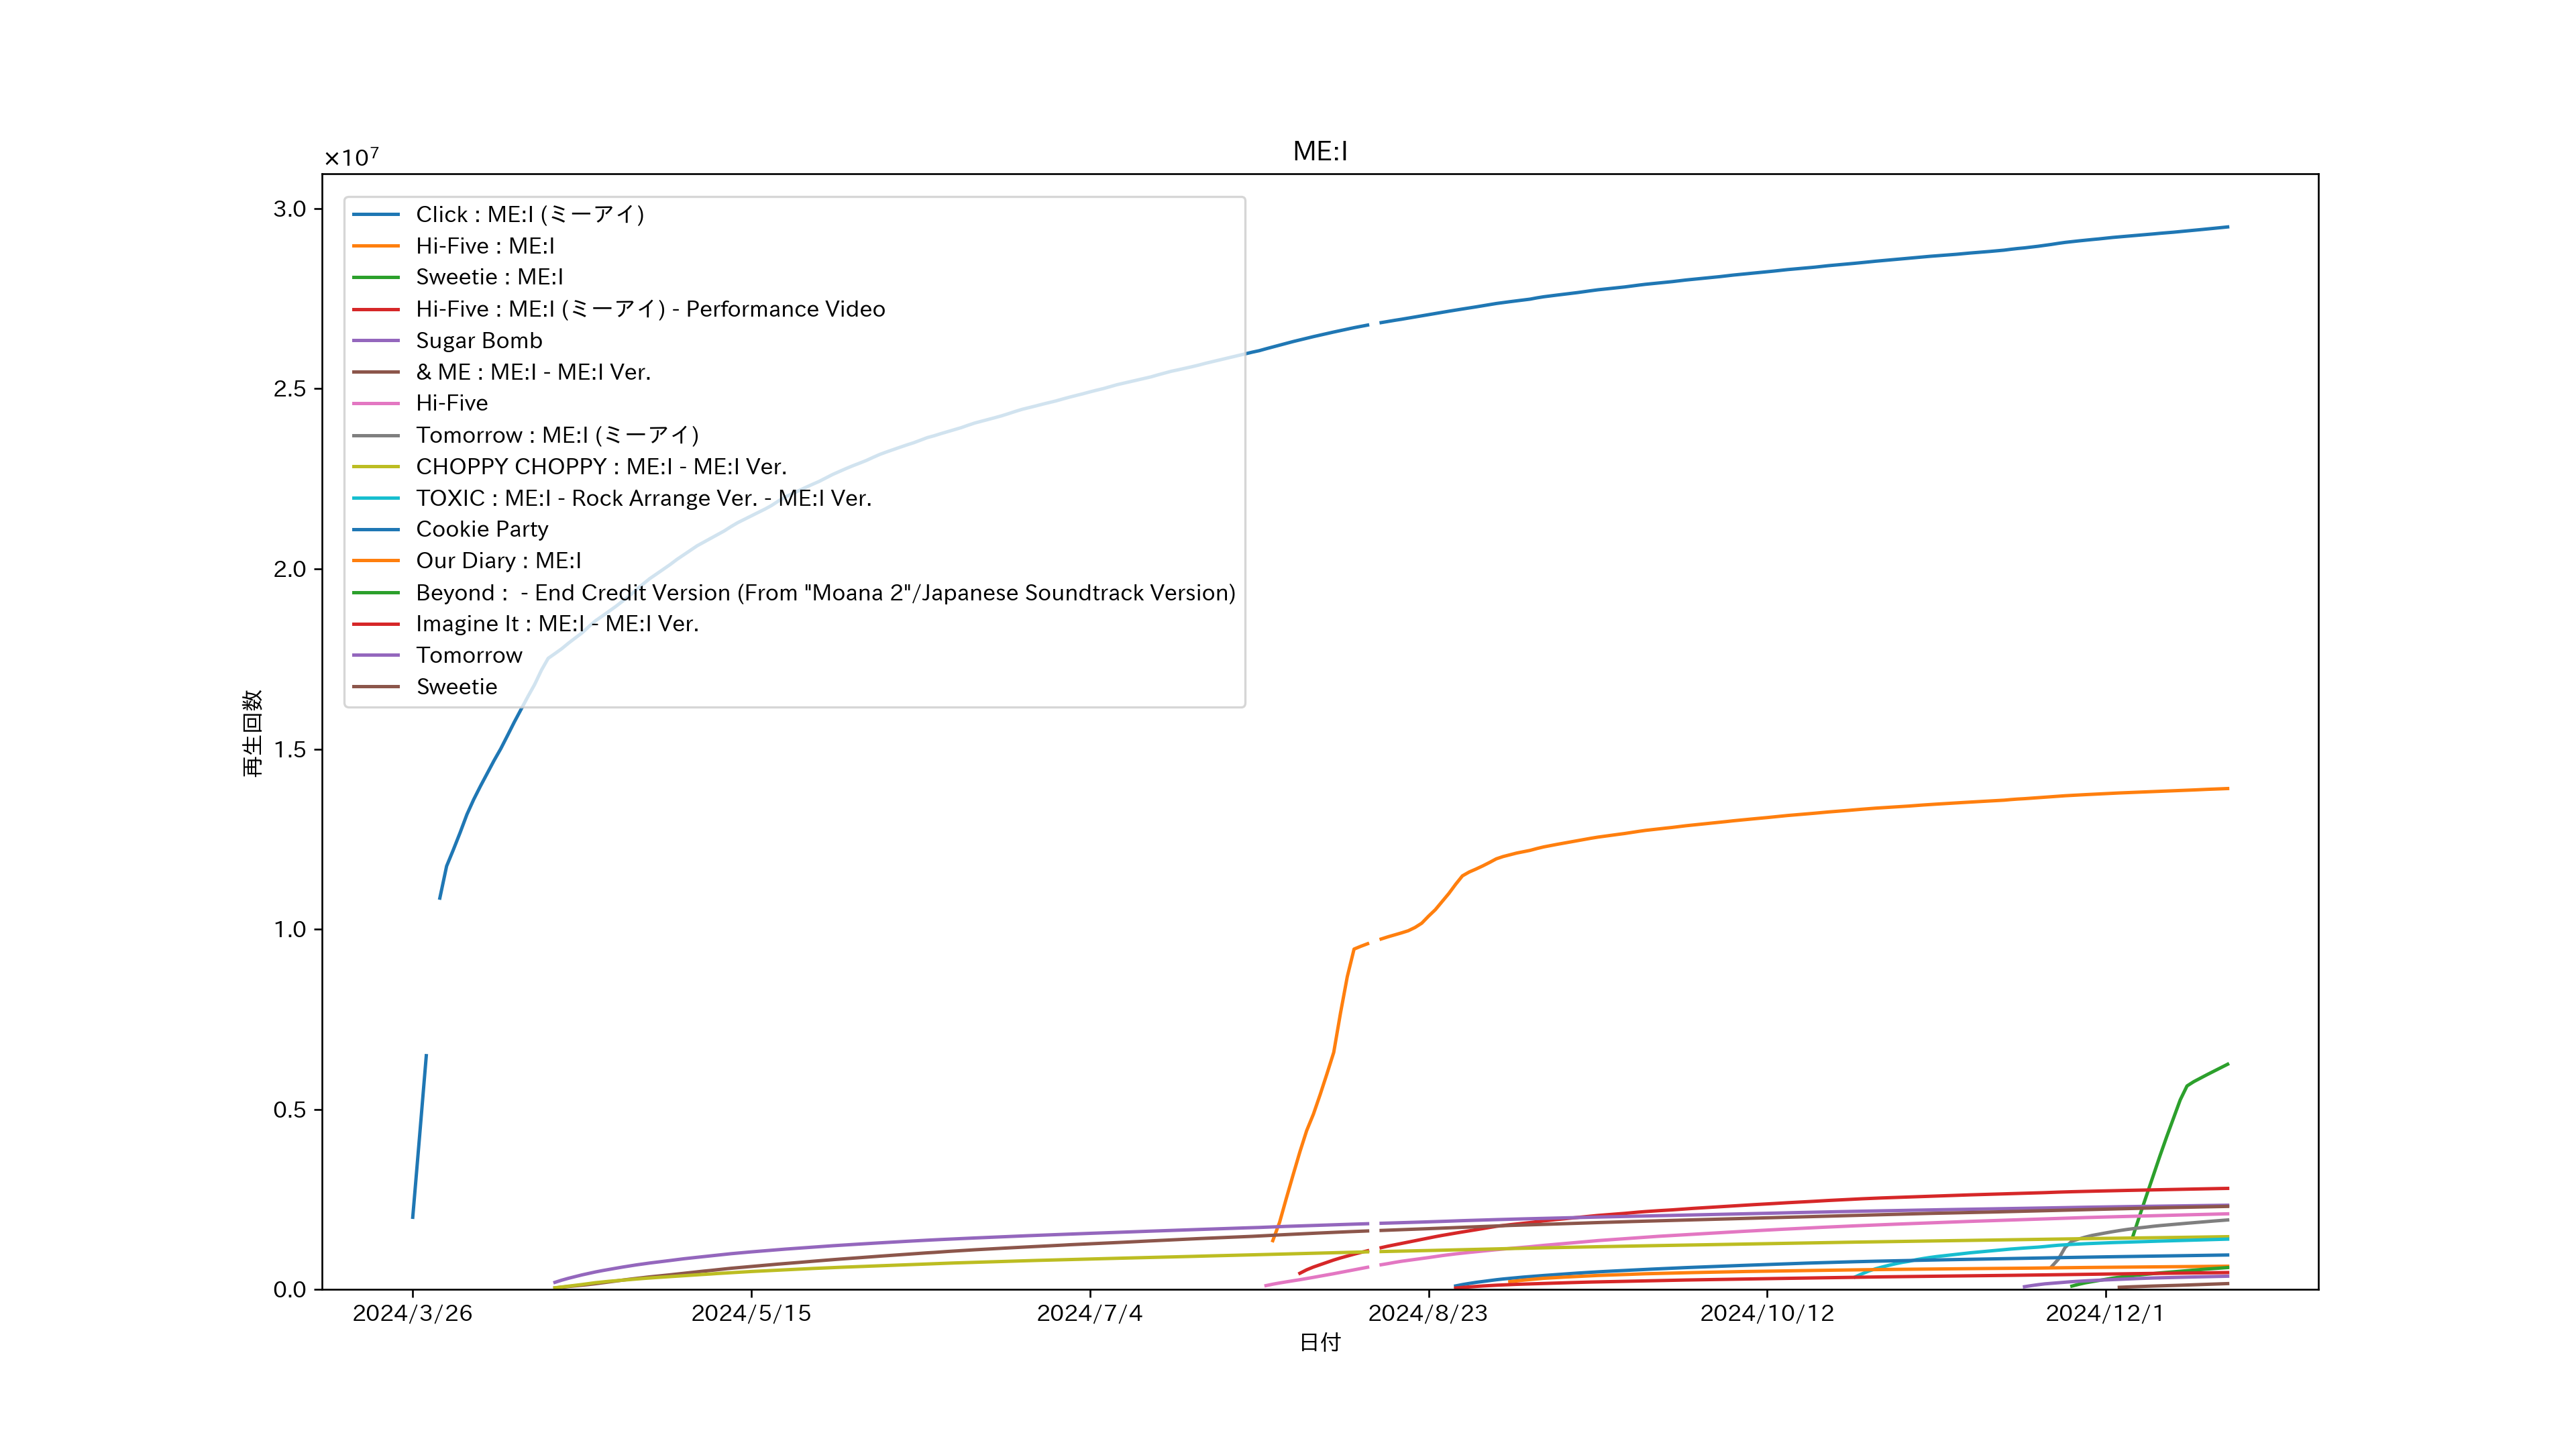 ME:I
×10⁷
3.0
2.5
2.0
1.5
1.0
0.5
0.0
再生回数
Click : ME:I (ミーアイ)
Hi-Five : ME:I
Sweetie : ME:I
Hi-Five : ME:I (ミーアイ) - Performance Video
Sugar Bomb
& ME : ME:I - ME:I Ver.
Hi-Five
Tomorrow : ME:I (ミーアイ)
CHOPPY CHOPPY : ME:I - ME:I Ver.
TOXIC : ME:I - Rock Arrange Ver. - ME:I Ver.
Cookie Party
Our Diary : ME:I
Beyond :  - End Credit Version (From "Moana 2"/Japanese Soundtrack Version)
Imagine It : ME:I - ME:I Ver.
Tomorrow
Sweetie
2024/3/26 2024/5/15 2024/7/4 2024/8/23 2024/10/12 2024/12/1
日付